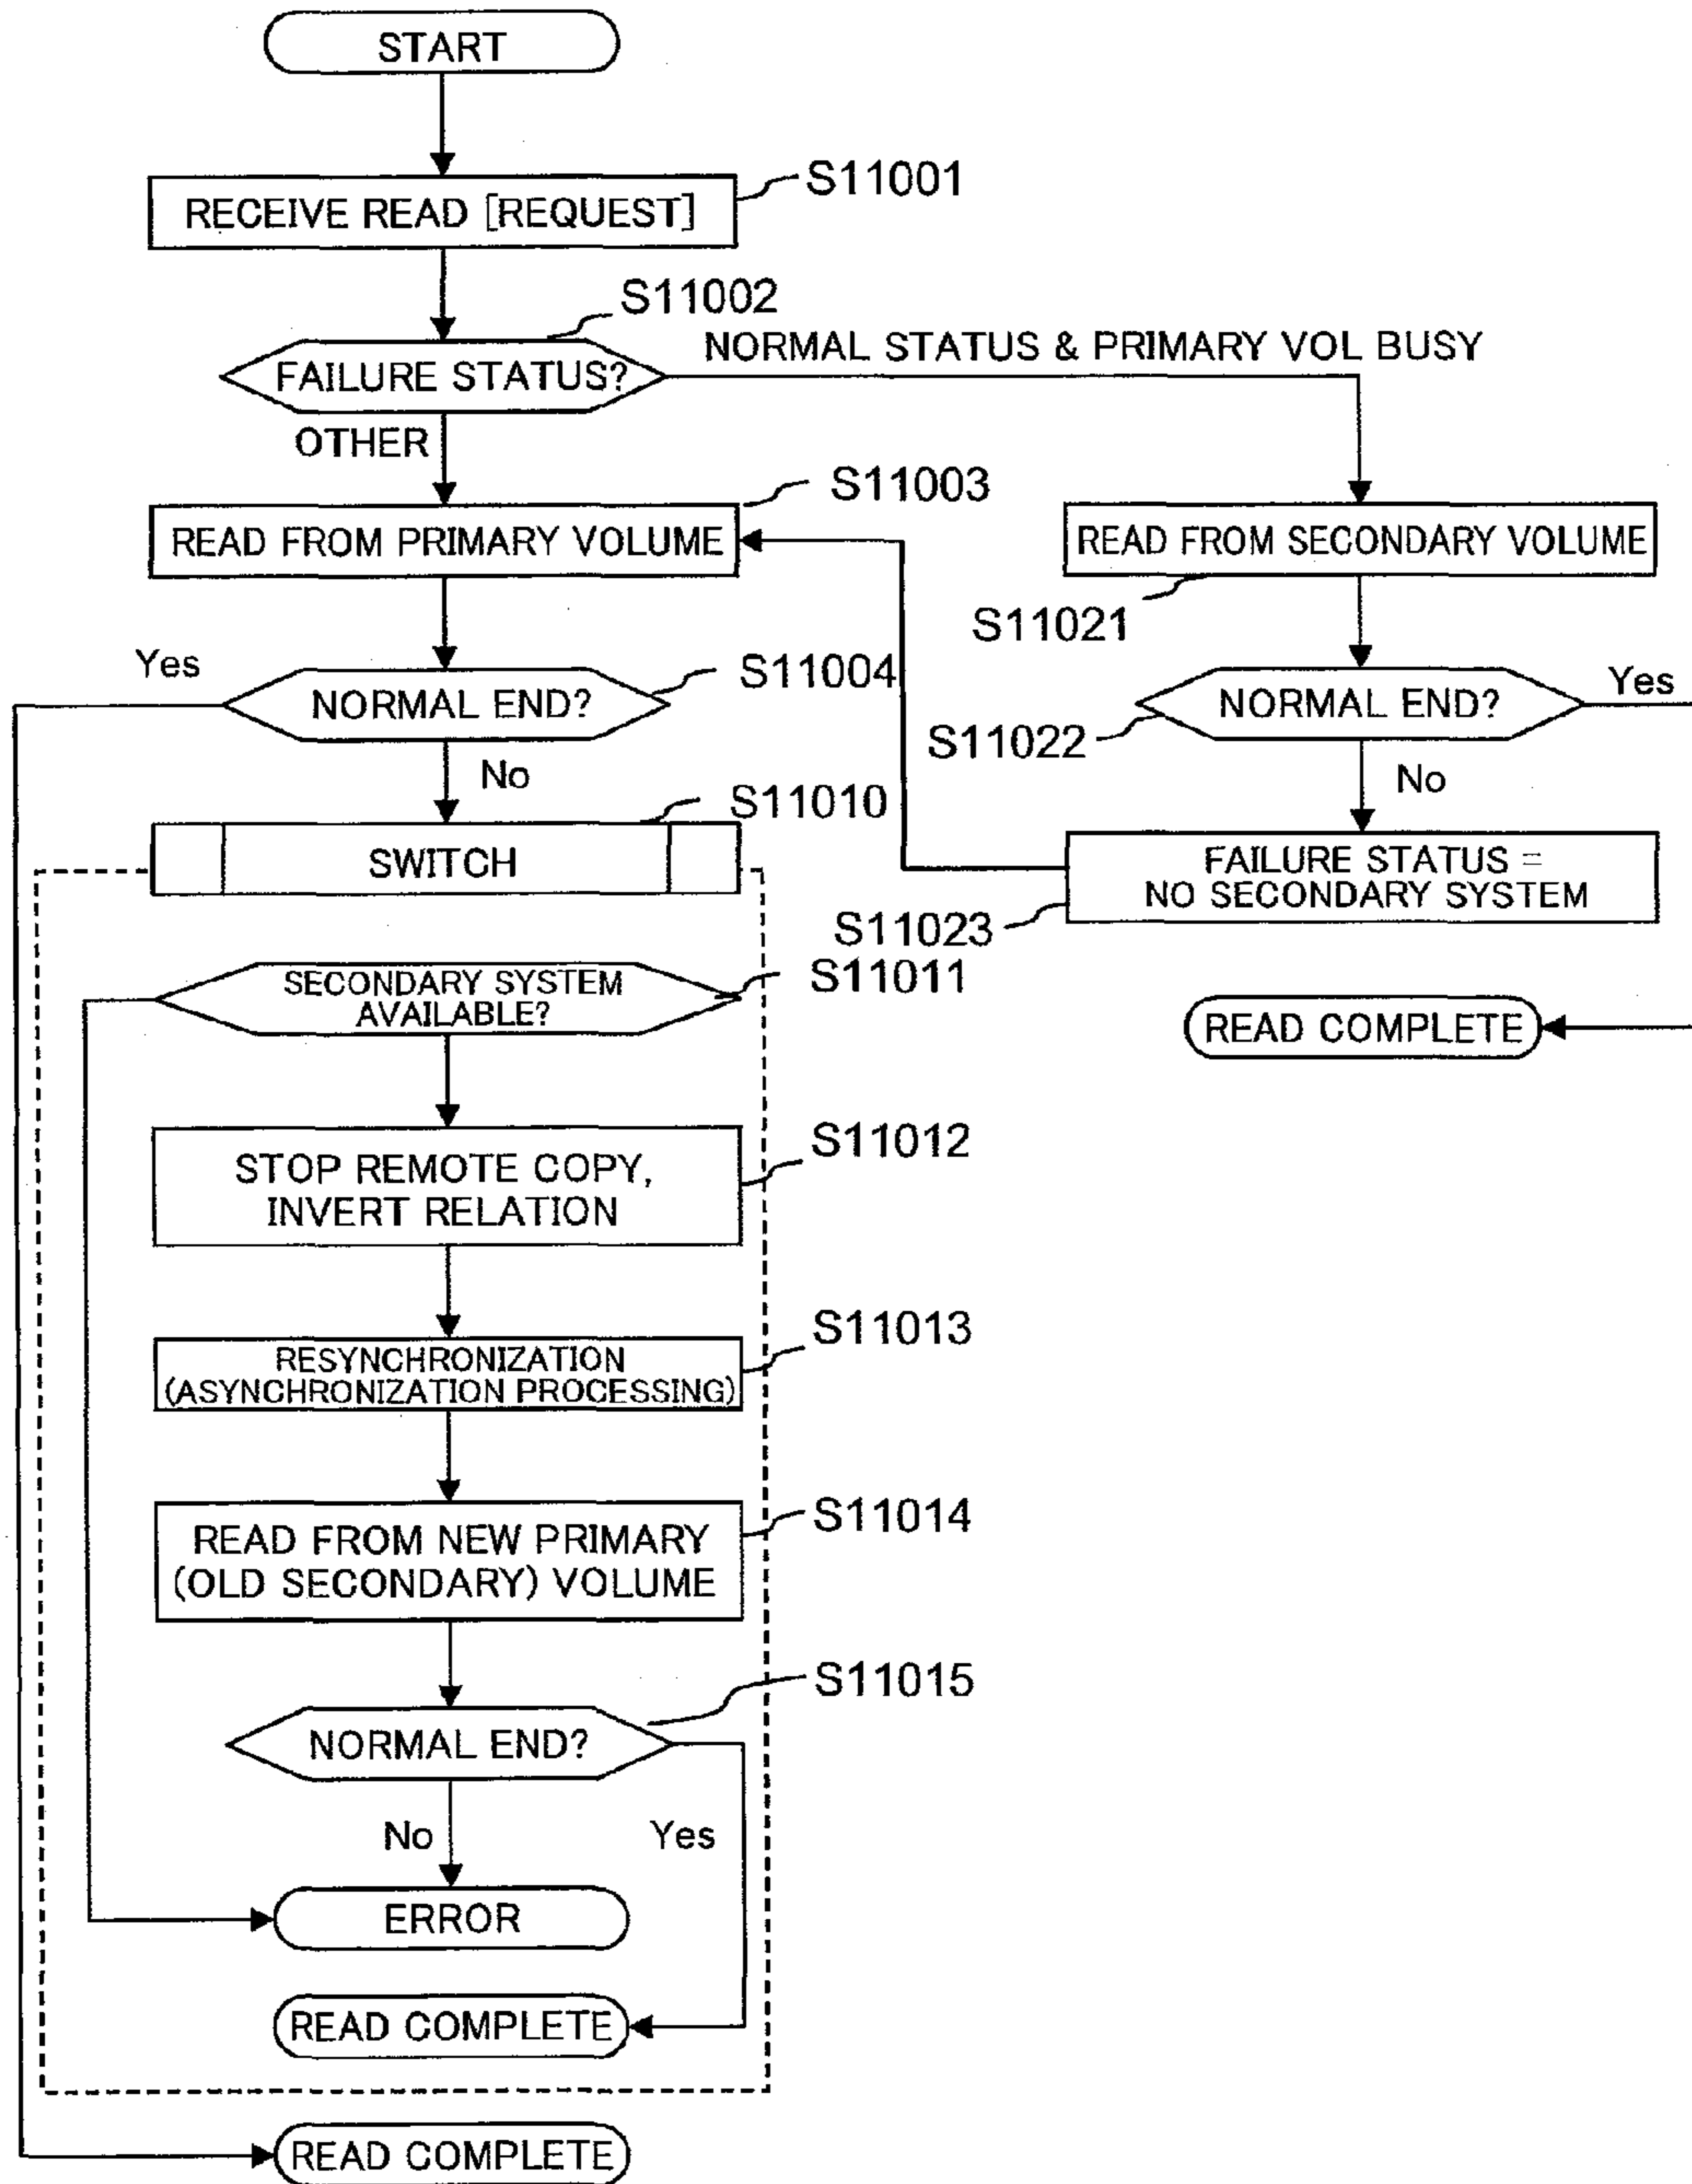 START
S11001
RECEIVE READ [REQUEST]
S11002
NORMAL STATUS & PRIMARY VOL BUSY
FAILURE STATUS?
OTHER
S11003
READ FROM PRIMARY VOLUME
READ FROM SECONDARY VOLUME
S11021
Yes
S11004
NORMAL END?
NORMAL END?
Yes
S11022
No
No
S11010
SWITCH
FAILURE STATUS =
NO SECONDARY SYSTEM
S11023
SECONDARY SYSTEM
AVAILABLE?
S11011
READ COMPLETE
S11012
STOP REMOTE COPY,
INVERT RELATION
S11013
RESYNCHRONIZATION
(ASYNCHRONIZATION PROCESSING)
S11014
READ FROM NEW PRIMARY
(OLD SECONDARY) VOLUME
S11015
NORMAL END?
No
Yes
ERROR
READ COMPLETE
READ COMPLETE